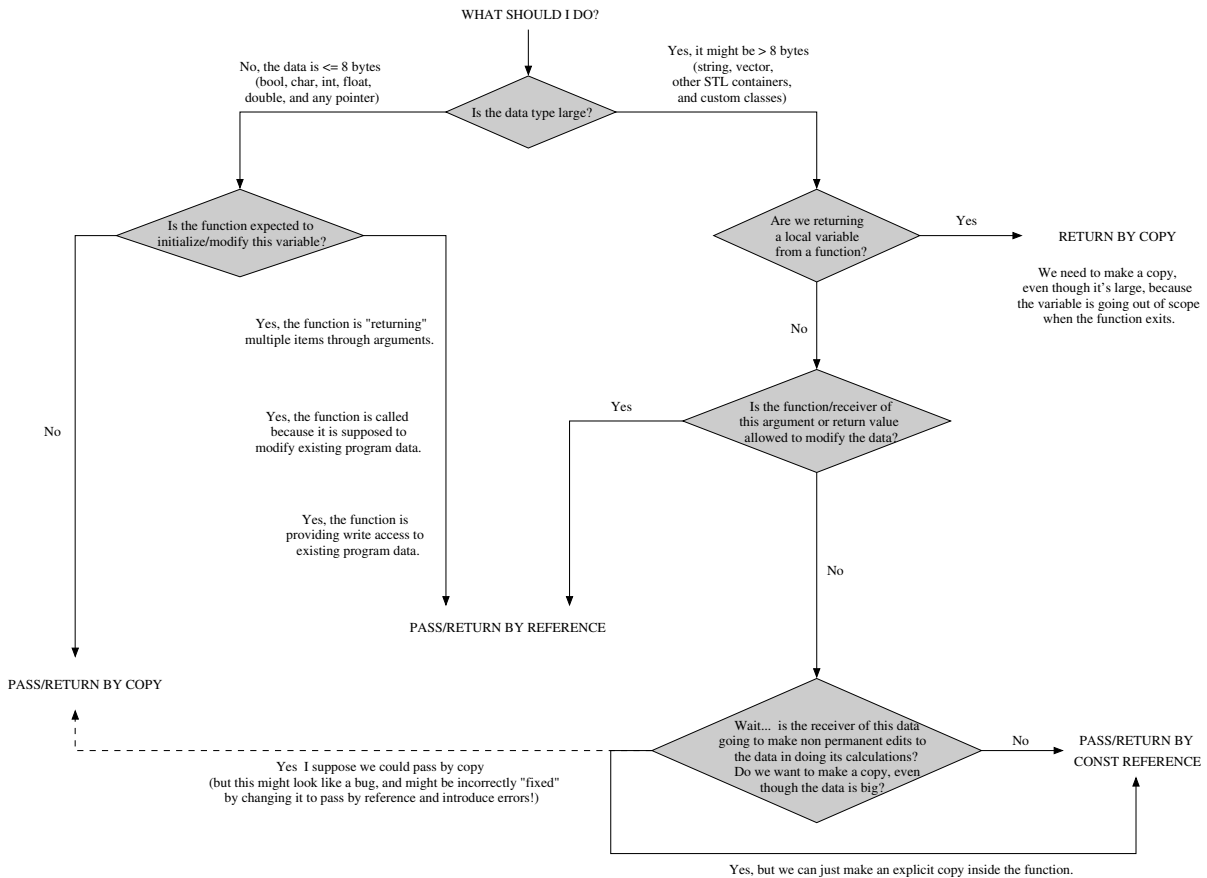 WHAT SHOULD I DO?
No, the data is <= 8 bytes
(bool, char, int, float,
double, and any pointer)
Yes, it might be > 8 bytes
(string, vector,
other STL containers,
and custom classes)
Is the data type large?
Is the function expected to
initialize/modify this variable?
Are we returning
a local variable
from a function?
Yes
RETURN BY COPY
We need to make a copy,
even though it's large, because
the variable is going out of scope
when the function exits.
Yes, the function is "returning"
multiple items through arguments.
No
Yes, the function is called
because it is supposed to
modify existing program data.
No
Yes
Is the function/receiver of
this argument or return value
allowed to modify the data?
Yes, the function is
providing write access to
existing program data.
No
PASS/RETURN BY REFERENCE
PASS/RETURN BY COPY
Wait... is the receiver of this data
going to make non permanent edits to
the data in doing its calculations?
Do we want to make a copy, even
though the data is big?
No
PASS/RETURN BY
CONST REFERENCE
Yes I suppose we could pass by copy
(but this might look like a bug, and might be incorrectly "fixed"
by changing it to pass by reference and introduce errors!)
Yes, but we can just make an explicit copy inside the function.